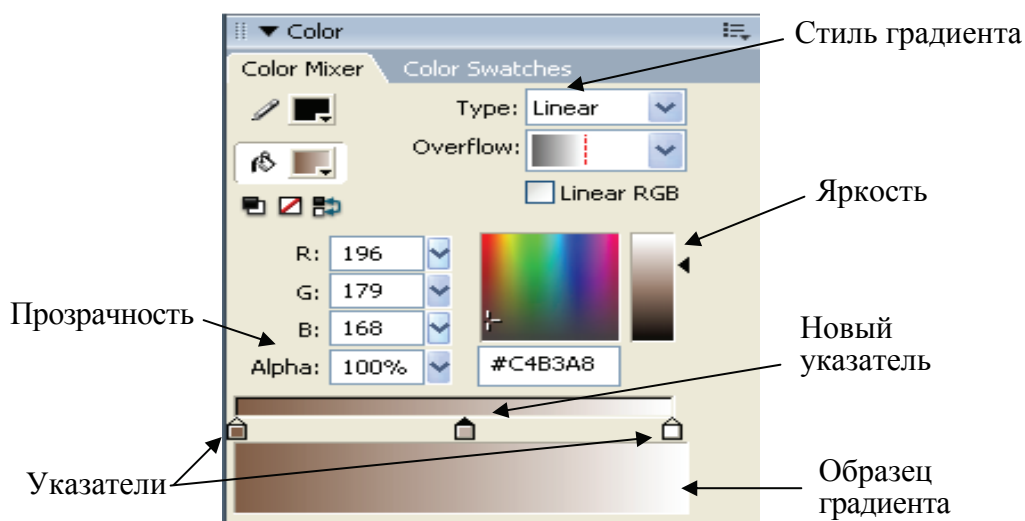 Color
Стиль градиента
Color Mixer Color Swatches
Type: Linear
Overflow:
Linear RGB
Яркость
R: 196
G: 179
B: 168
Alpha: 100%
#C4B3A8
Прозрачность
Новый
указатель
Указатели
Образец
градиента